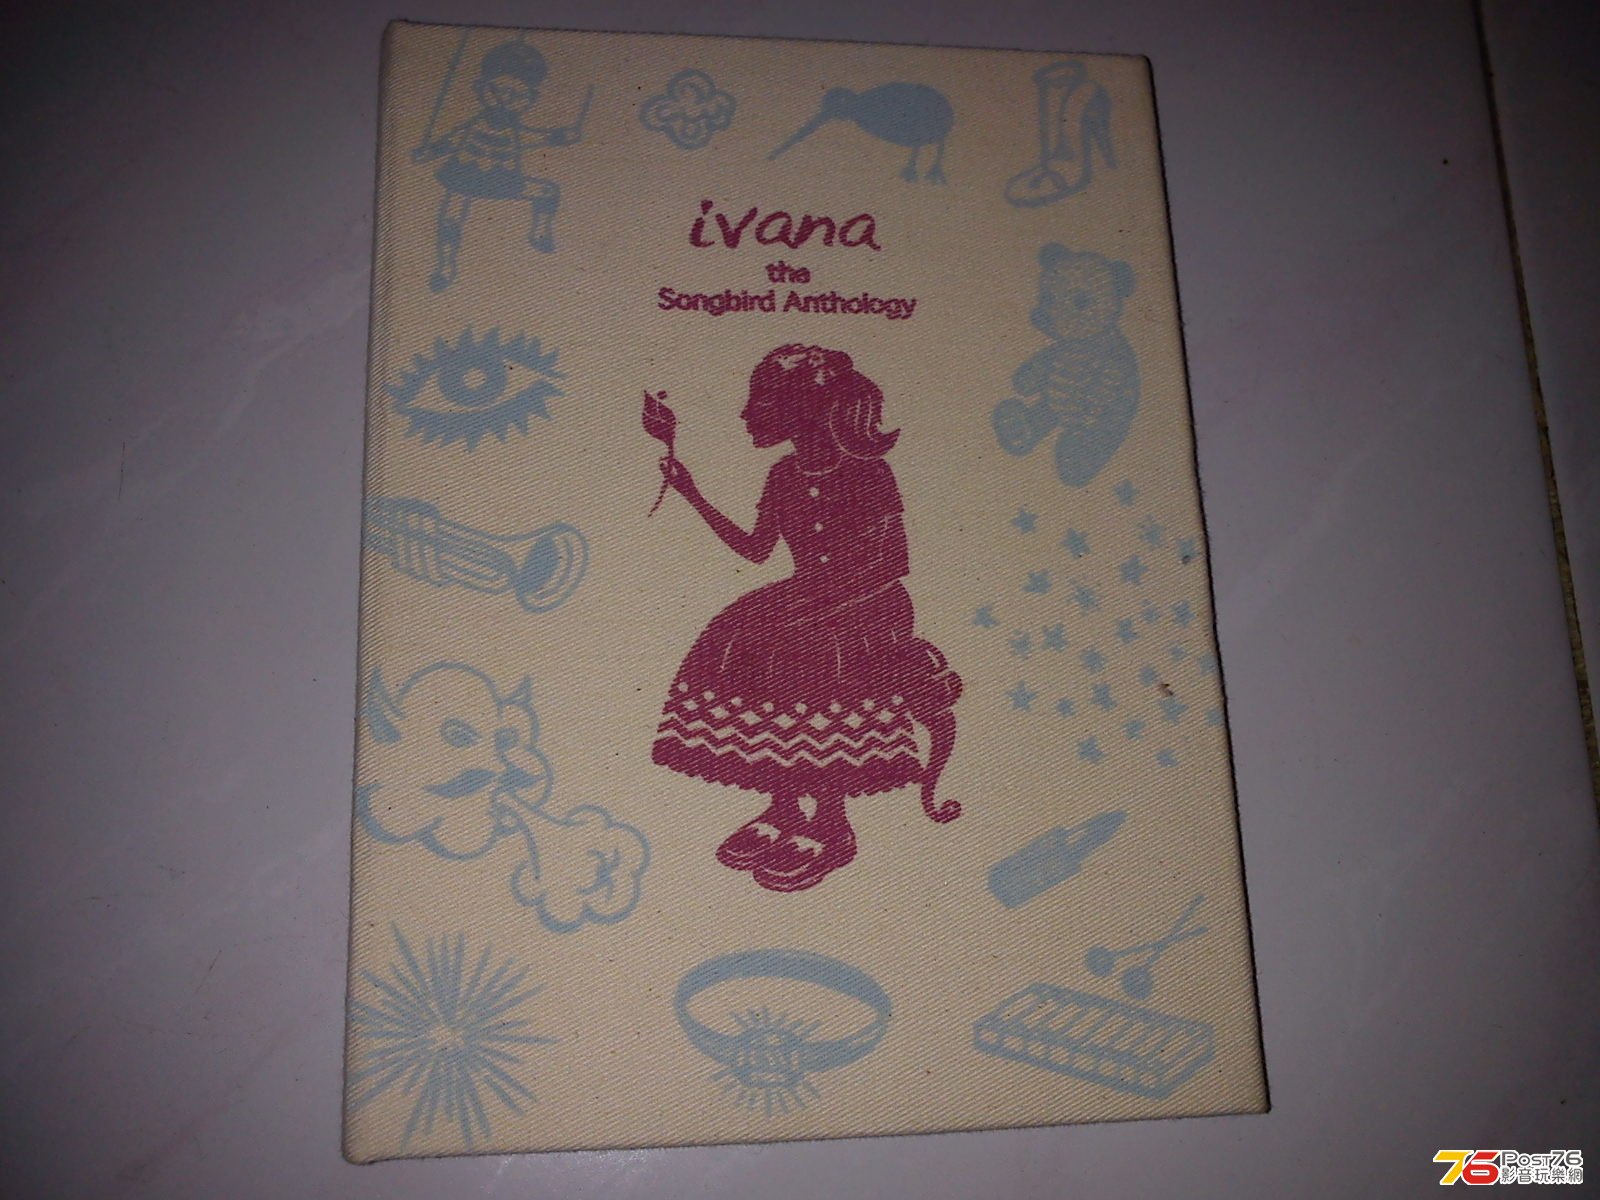 ivana
the
Songbird Anthology
76 Post76
影音玩樂網